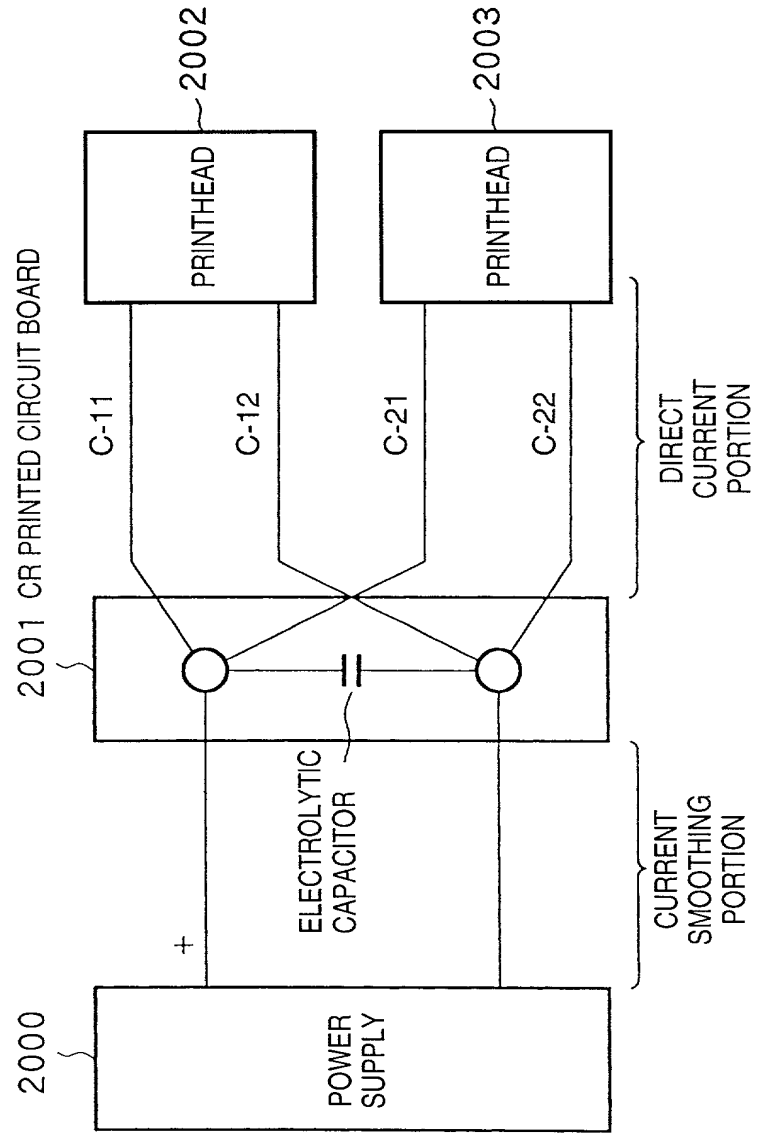 2000
POWER
SUPPLY
+
CURRENT
SMOOTHING
PORTION
ELECTROLYTIC
CAPACITOR
2001 CR PRINTED CIRCUIT BOARD
C-11
C-12
C-21
C-22
DIRECT
CURRENT
PORTION
PRINTHEAD
2002
PRINTHEAD
2003